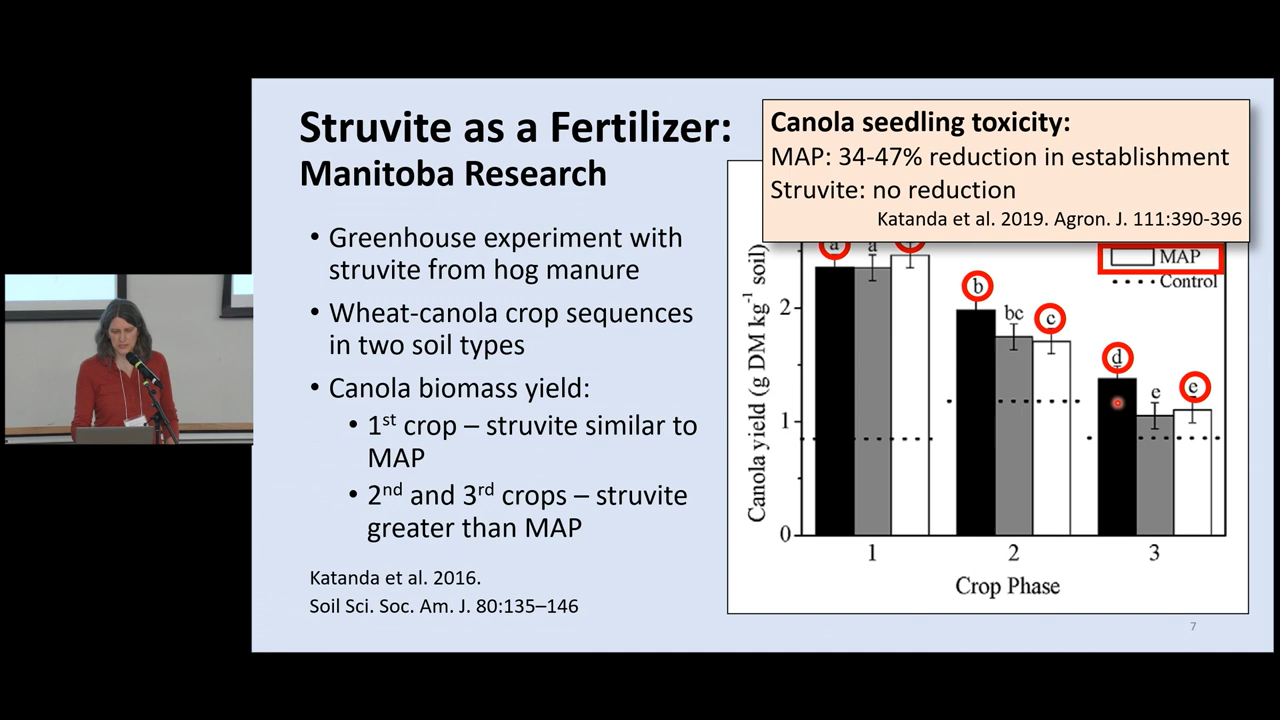 Struvite as a Fertilizer:
Manitoba Research
• Greenhouse experiment with
struvite from hog manure
• Wheat-canola crop sequences
in two soil types
• Canola biomass yield:
• 1st crop – struvite similar to
MAP
• 2nd and 3rd crops – struvite
greater than MAP
Katanda et al. 2016.
Soil Sci. Soc. Am. J. 80:135–146
Canola seedling toxicity:
MAP: 34-47% reduction in establishment
Struvite: no reduction
Katanda et al. 2019. Agron. J. 111:390-396
MAP
Control
Canola yield (g DM kg-1 soil)
2
1
0
a a
b bc c
d e e
1 2 3
Crop Phase
7